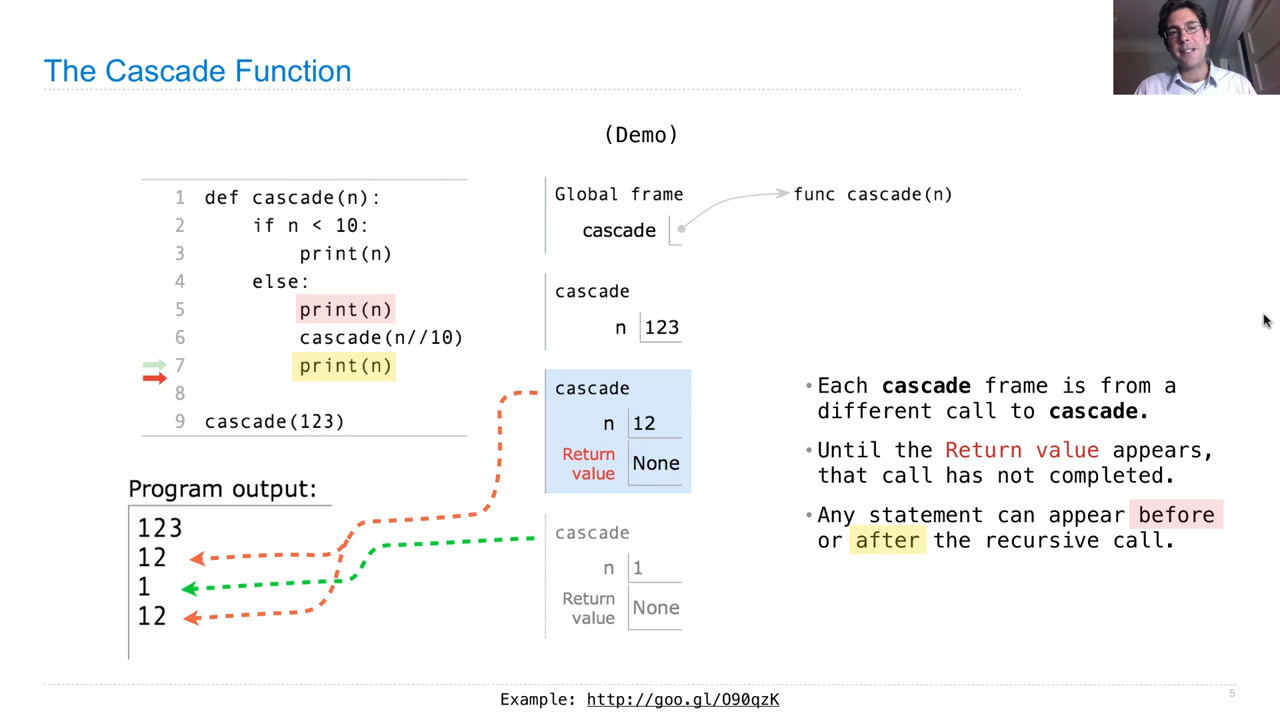 The Cascade Function
(Demo)
1 def cascade(n):
2 if n < 10:
3 print(n)
4 else:
5 print(n)
6 cascade(n//10)
7 print(n)
8
9 cascade(123)
Program output:
123
12
1
12
Global frame
cascade
func cascade(n)
cascade
n 123
cascade
n 12
Return
value None
cascade
n 1
Return
value None
• Each cascade frame is from a
different call to cascade.
• Until the Return value appears,
that call has not completed.
• Any statement can appear before
or after the recursive call.
Example: http://goo.gl/O90qzK
5